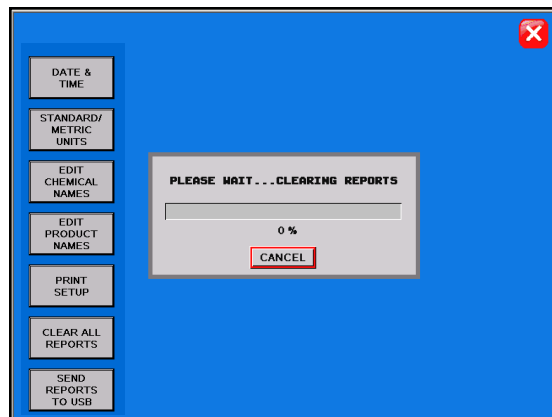 DATE &
TIME
STANDARD/
METRIC
UNITS
EDIT
CHEMICAL
NAMES
EDIT
PRODUCT
NAMES
PRINT
SETUP
CLEAR ALL
REPORTS
SEND
REPORTS
TO USB
PLEASE WAIT...CLEARING REPORTS
0 %
CANCEL